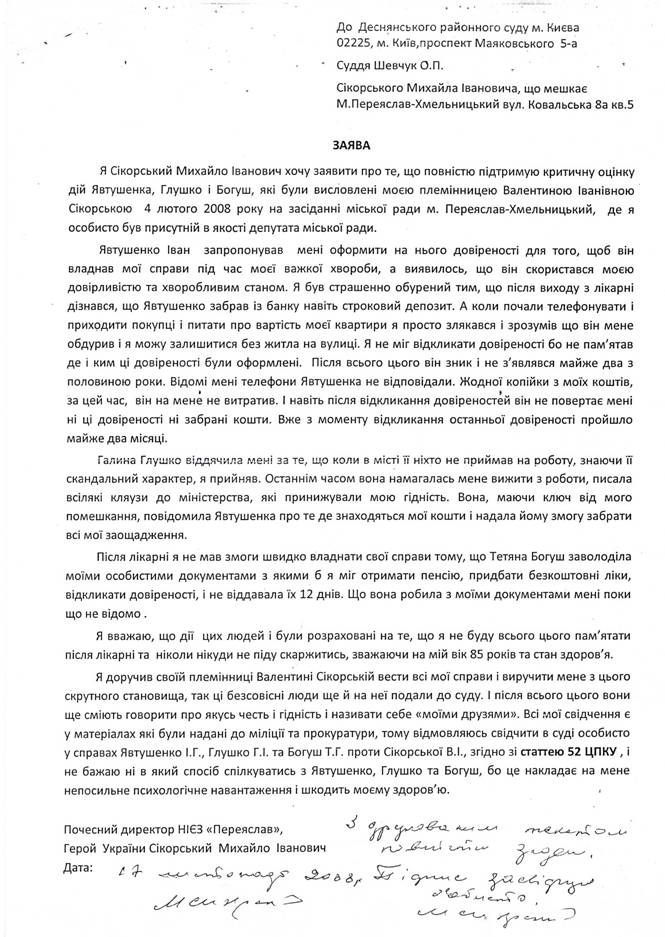 До Деснянського районного суду м. Києва
02225, м. Київ,проспект Маяковського 5-а
Суддя Шевчук О.П.
Сікорського Михайла Івановича, що мешкає
М.Переяслав-Хмельницький вул. Ковальська 8а кв.5
ЗАЯВА
Я Сікорський Михайло Іванович хочу заявити про те, що повністю підтримую критичну оцінку
дій Явтушенка, Глушко і Богуш, які були висловлені моєю племінницею Валентиною Іванівною
Сікорською 4 лютого 2008 року на засіданні міської ради м. Переяслав-Хмельницький, де я
особисто був присутній в якості депутата міської ради.
Явтушенко Іван запропонував мені оформити на нього довіреності для того, щоб він
владнав мої справи під час моєї важкої хвороби, а виявилось, що він скористався моєю
довірливістю та хворобливим станом. Я був страшенно обурений тим, що після виходу з лікарні
дізнався, що Явтушенко забрав із банку навіть строковий депозит. А коли почали телефонувати і
приходити покупці і питати про вартість моєї квартири я просто злякався і зрозумів що він мене
обдурив і я можу залишитися без житла на вулиці. Я не міг відкликати довіреності бо не пам’ятав
де і ким ці довіреності були оформлені. Після всього цього він зник і не з’являвся майже два з
половиною роки. Відомі мені телефони Явтушенка не відповідали. Жодної копійки з моїх коштів,
за цей час, він на мене не витратив. І навіть після відкликання довіреностей він не повертає мені
ні ці довіреності ні забрані кошти. Вже з моменту відкликання останньої довіреності пройшло
майже два місяці.
Галина Глушко віддячила мені за те, що коли в місті її ніхто не приймав на роботу, знаючи її
скандальний характер, я прийняв. Останнім часом вона намагалась мене вижити з роботи, писала
всілякі кляузи до міністерства, які принижували мою гідність. Вона, маючи ключ від мого
помешкання, повідомила Явтушенка про те де знаходяться мої кошти і надала йому змогу забрати
всі мої заощадження.
Після лікарні я не мав змоги швидко владнати свої справи тому, що Тетяна Богуш заволоділа
моїми особистими документами з якими б я міг отримати пенсію, придбати безкоштовні ліки,
відкликати довіреності, і не віддавала їх 12 днів. Що вона робила з моїми документами мені поки
що не відомо .
Я вважаю, що дії цих людей і були розраховані на те, що я не буду всього цього пам’ятати
після лікарні та ніколи нікуди не піду скаржитись, зважаючи на мій вік 85 років та стан здоров’я.
Я доручив своїй племінниці Валентині Сікорській вести всі мої справи і виручити мене з цього
скрутного становища, так ці безсовісні люди ще й на неї подали до суду. І після всього цього вони
ще сміють говорити про якусь честь і гідність і називати себе «моїми друзями». Всі мої свідчення є
у матеріалах які були надані до міліції та прокуратури, тому відмовляюсь свідчити в суді особисто
у справах Явтушенко І.Г., Глушко Г.І. та Богуш Т.Г. проти Сікорської В.І., згідно зі статтею 52 ЦПКУ , і
не бажаю ні в який спосіб спілкуватись з Явтушенко, Глушко та Богуш, бо це накладає на мене
непосильне психологічне навантаження і шкодить моєму здоров’ю.
Почесний директор НІЄЗ «Переяслав»,
Герой України Сікорський Михайло Іванович
З друкованим текстом
повністю згоден.
Дата: 17 листопада 2008р. Підпис засвідчую
особисто.